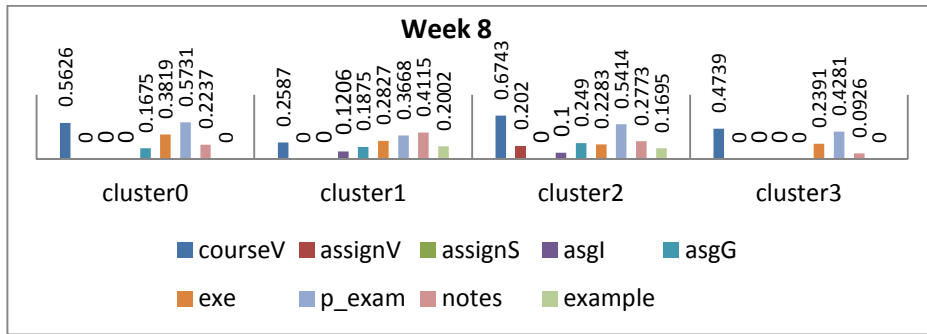 Week 8
0.5626 0 0 0 0.1675 0.3819 0.5731 0.2237 0 0.2587 0 0 0.1206 0.1875 0.2827 0.3668 0.4115 0.2002 0.6743 0.202 0 0.1 0.249 0.2283 0.5414 0.2773 0.1695 0.4739 0 0 0 0 0.2391 0.4281 0.0926 0
cluster0 cluster1 cluster2 cluster3
courseV assignV assignS asgI asgG
exe p_exam notes example